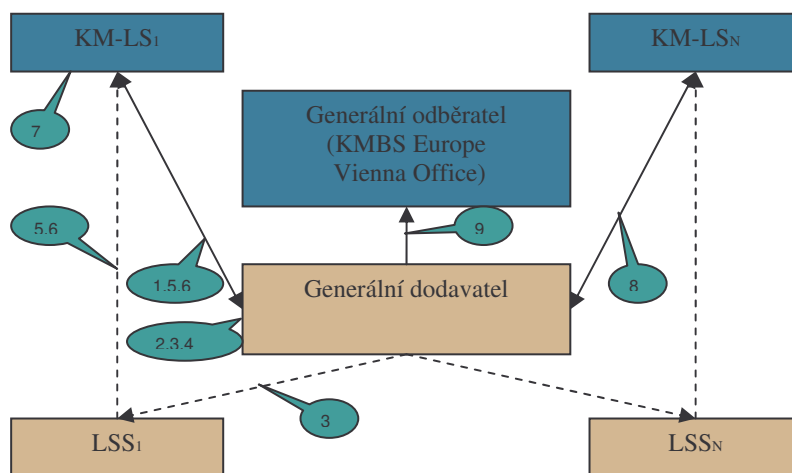 KM-LS1
KM-LSN
Generální odběratel
(KMBS Europe
Vienna Office)
7
5.6
9
1.5.6
Generální dodavatel
8
2.3.4
3
LSS1
LSSN